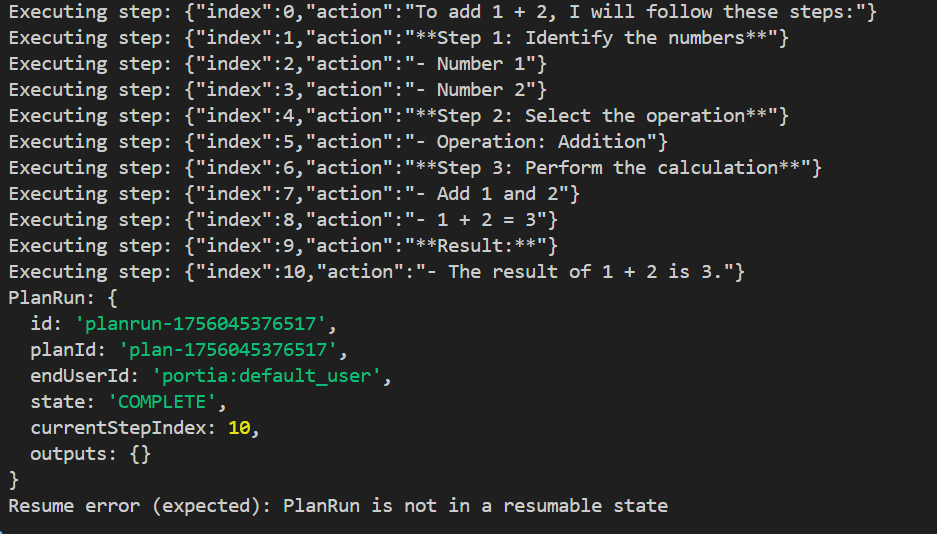 Executing step: {"index":0,"action":"To add 1 + 2, I will follow these steps:"}
Executing step: {"index":1,"action":"**Step 1: Identify the numbers**"}
Executing step: {"index":2,"action":"- Number 1"}
Executing step: {"index":3,"action":"- Number 2"}
Executing step: {"index":4,"action":"**Step 2: Select the operation**"}
Executing step: {"index":5,"action":"- Operation: Addition"}
Executing step: {"index":6,"action":"**Step 3: Perform the calculation**"}
Executing step: {"index":7,"action":"- Add 1 and 2"}
Executing step: {"index":8,"action":"- 1 + 2 = 3"}
Executing step: {"index":9,"action":"**Result:**"}
Executing step: {"index":10,"action":"- The result of 1 + 2 is 3."}
PlanRun: {
  id: 'planrun-1756045376517',
  planId: 'plan-1756045376517',
  endUserId: 'portia:default_user',
  state: 'COMPLETE',
  currentStepIndex: 10,
  outputs: {}
}
Resume error (expected): PlanRun is not in a resumable state